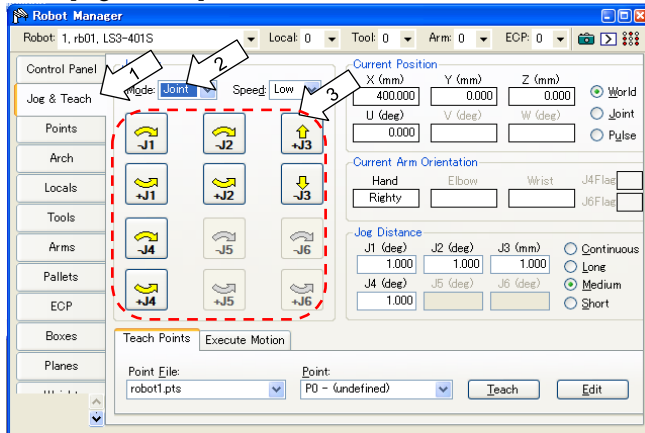 Robot Manager
Robot: 1, rb01, LS3-401S Local: 0 Tool: 0 Arm: 0 ECP: 0
Control Panel
Jog & Teach
Points
Arch
Locals
Tools
Arms
Pallets
ECP
Boxes
Planes
1
2
3
Mode: Joint Speed: Low
-J1 -J2 +J3
+J1 +J2 -J3
-J4 -J5 -J6
+J4 +J5 +J6
Current Position
X (mm) Y (mm) Z (mm)
400.000 0.000 0.000
U (deg) V (deg) W (deg)
0.000
World
Joint
Pulse
Current Arm Orientation
Hand Elbow Wrist J4Flag
Righty J6Flag
Jog Distance
J1 (deg) J2 (deg) J3 (mm)
1.000 1.000 1.000
J4 (deg) J5 (deg) J6 (deg)
1.000
Continuous
Long
Medium
Short
Teach Points Execute Motion
Point File: Point:
robot1.pts P0 - (undefined) Teach Edit